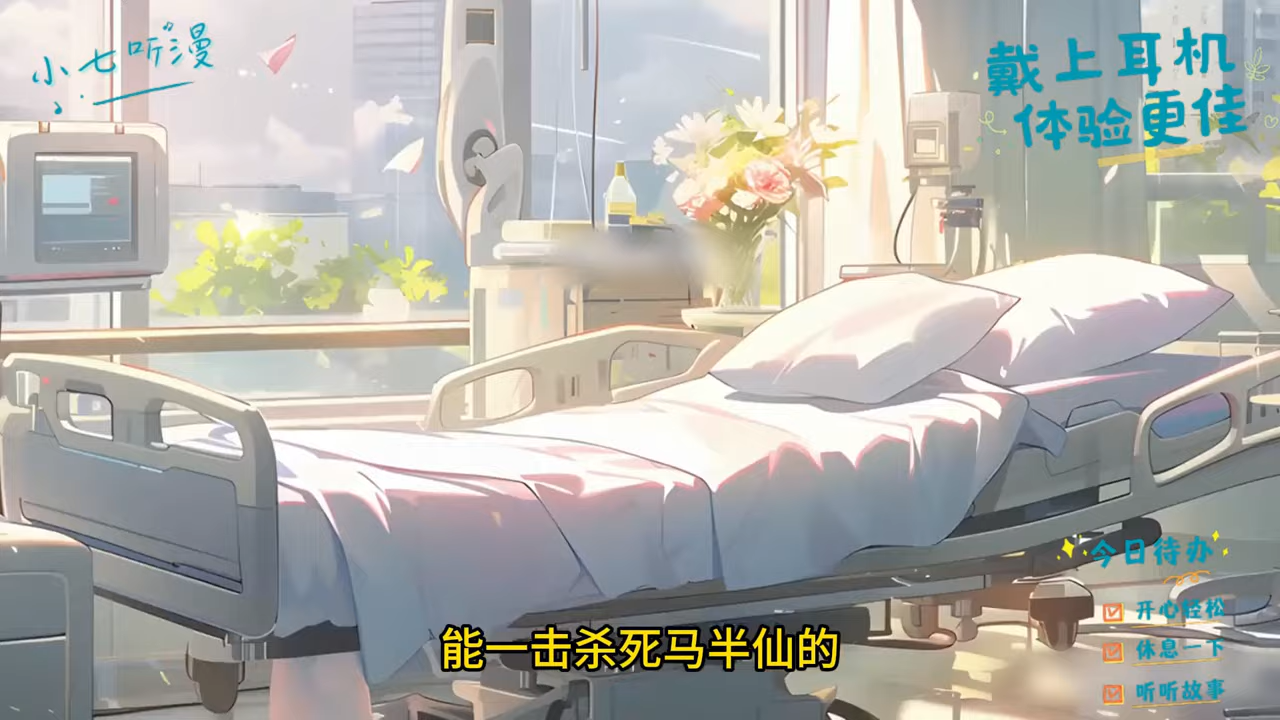 小七听漫
戴上耳机
体验更佳
今日待办
开心轻松
休息一下
听听故事
能一击杀死马半仙的